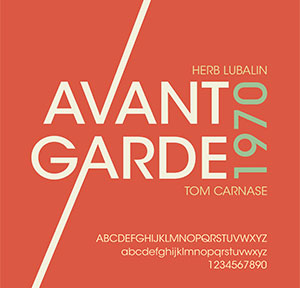 HERB LUBALIN
AVANT
GARDE
1970
TOM CARNASE
ABCDEFGHIJKLMNOPQRSTUVWXYZ
abcdefghijklmnopqrstuvwxyz
1234567890